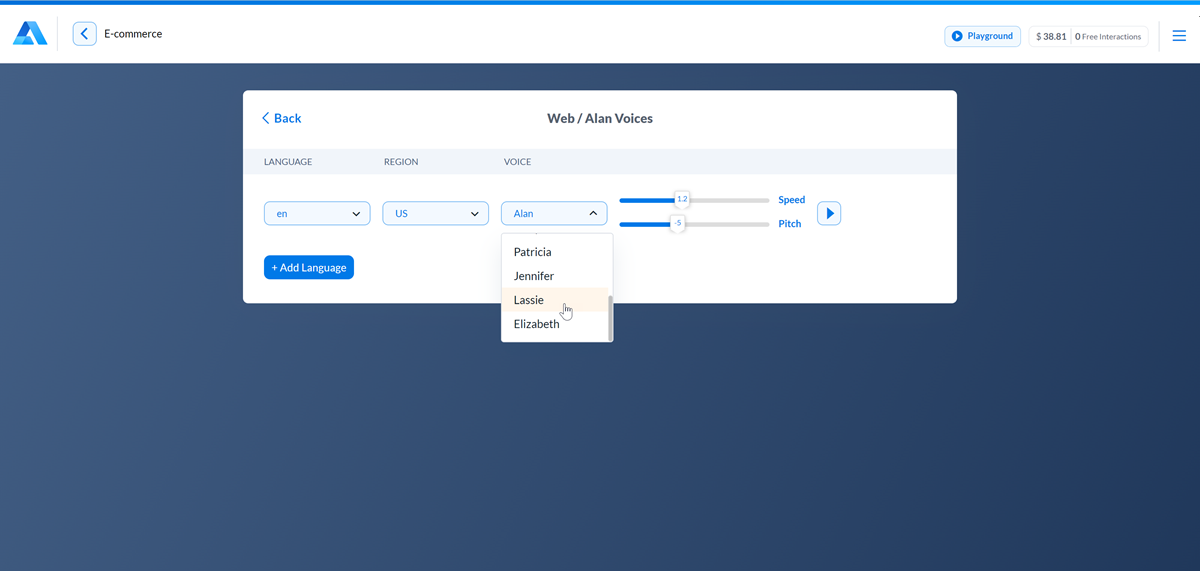 E-commerce
Playground
$ 38.81 0 Free Interactions
Back
Web / Alan Voices
LANGUAGE REGION VOICE
en US Alan
1.2 Speed
-5 Pitch
+ Add Language
Patricia
Jennifer
Lassie
Elizabeth